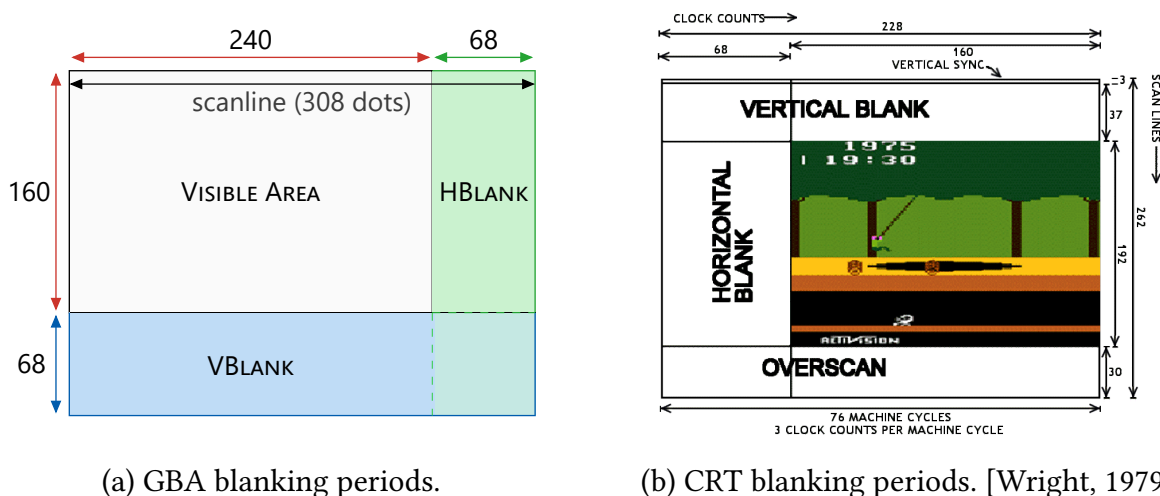 240
68
scanline (308 dots)
160
VISIBLE AREA
HBLANK
68
VBLANK
(a) GBA blanking periods.
CLOCK COUNTS
228
68
160
VERTICAL SYNC
3
VERTICAL BLANK
37
SCAN LINES
1975
19:30
HORIZONTAL
BLANK
192
262
ACTIVISION
OVERSCAN
30
76 MACHINE CYCLES
3 CLOCK COUNTS PER MACHINE CYCLE
(b) CRT blanking periods. [Wright, 1979